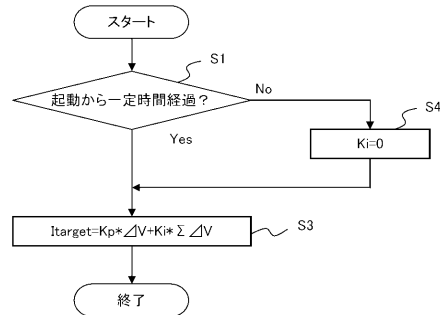 スタート
S1
起動から一定時間経過？
No
S4
Yes
Ki=0
Itarget=Kp*⊿V+Ki*Σ⊿V
S3
終了